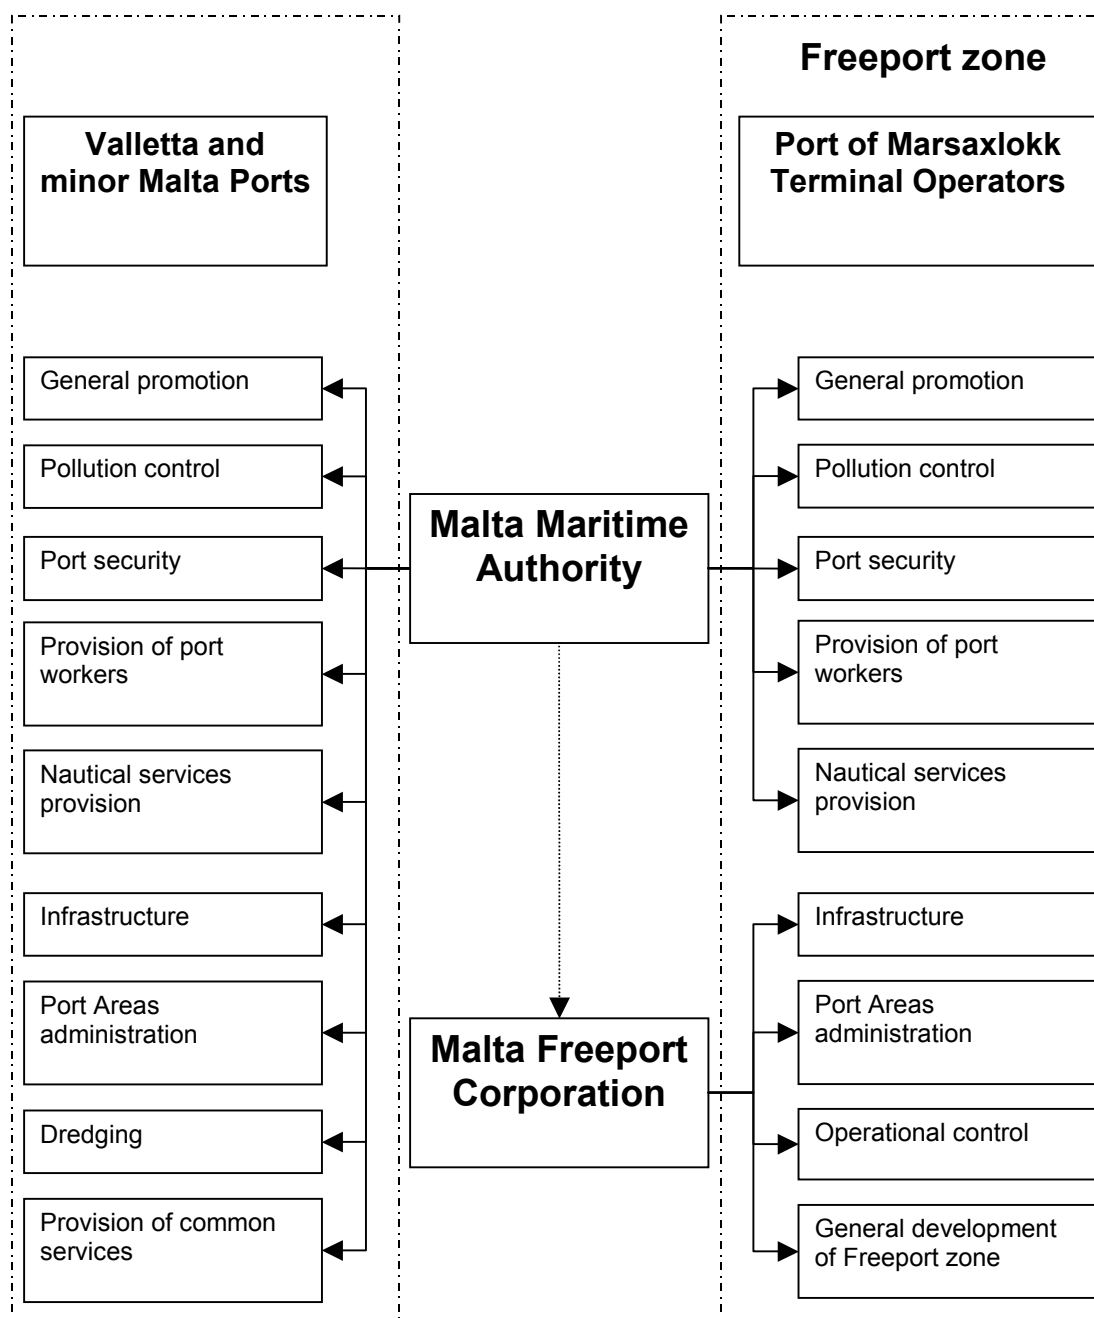 Freeport zone
Valletta and
minor Malta Ports
Port of Marsaxlokk
Terminal Operators
General promotion
Pollution control
Port security
Provision of port
workers
Nautical services
provision
Infrastructure
Port Areas
administration
Dredging
Provision of common
services
Malta Maritime
Authority
Malta Freeport
Corporation
General promotion
Pollution control
Port security
Provision of port
workers
Nautical services
provision
Infrastructure
Port Areas
administration
Operational control
General development
of Freeport zone